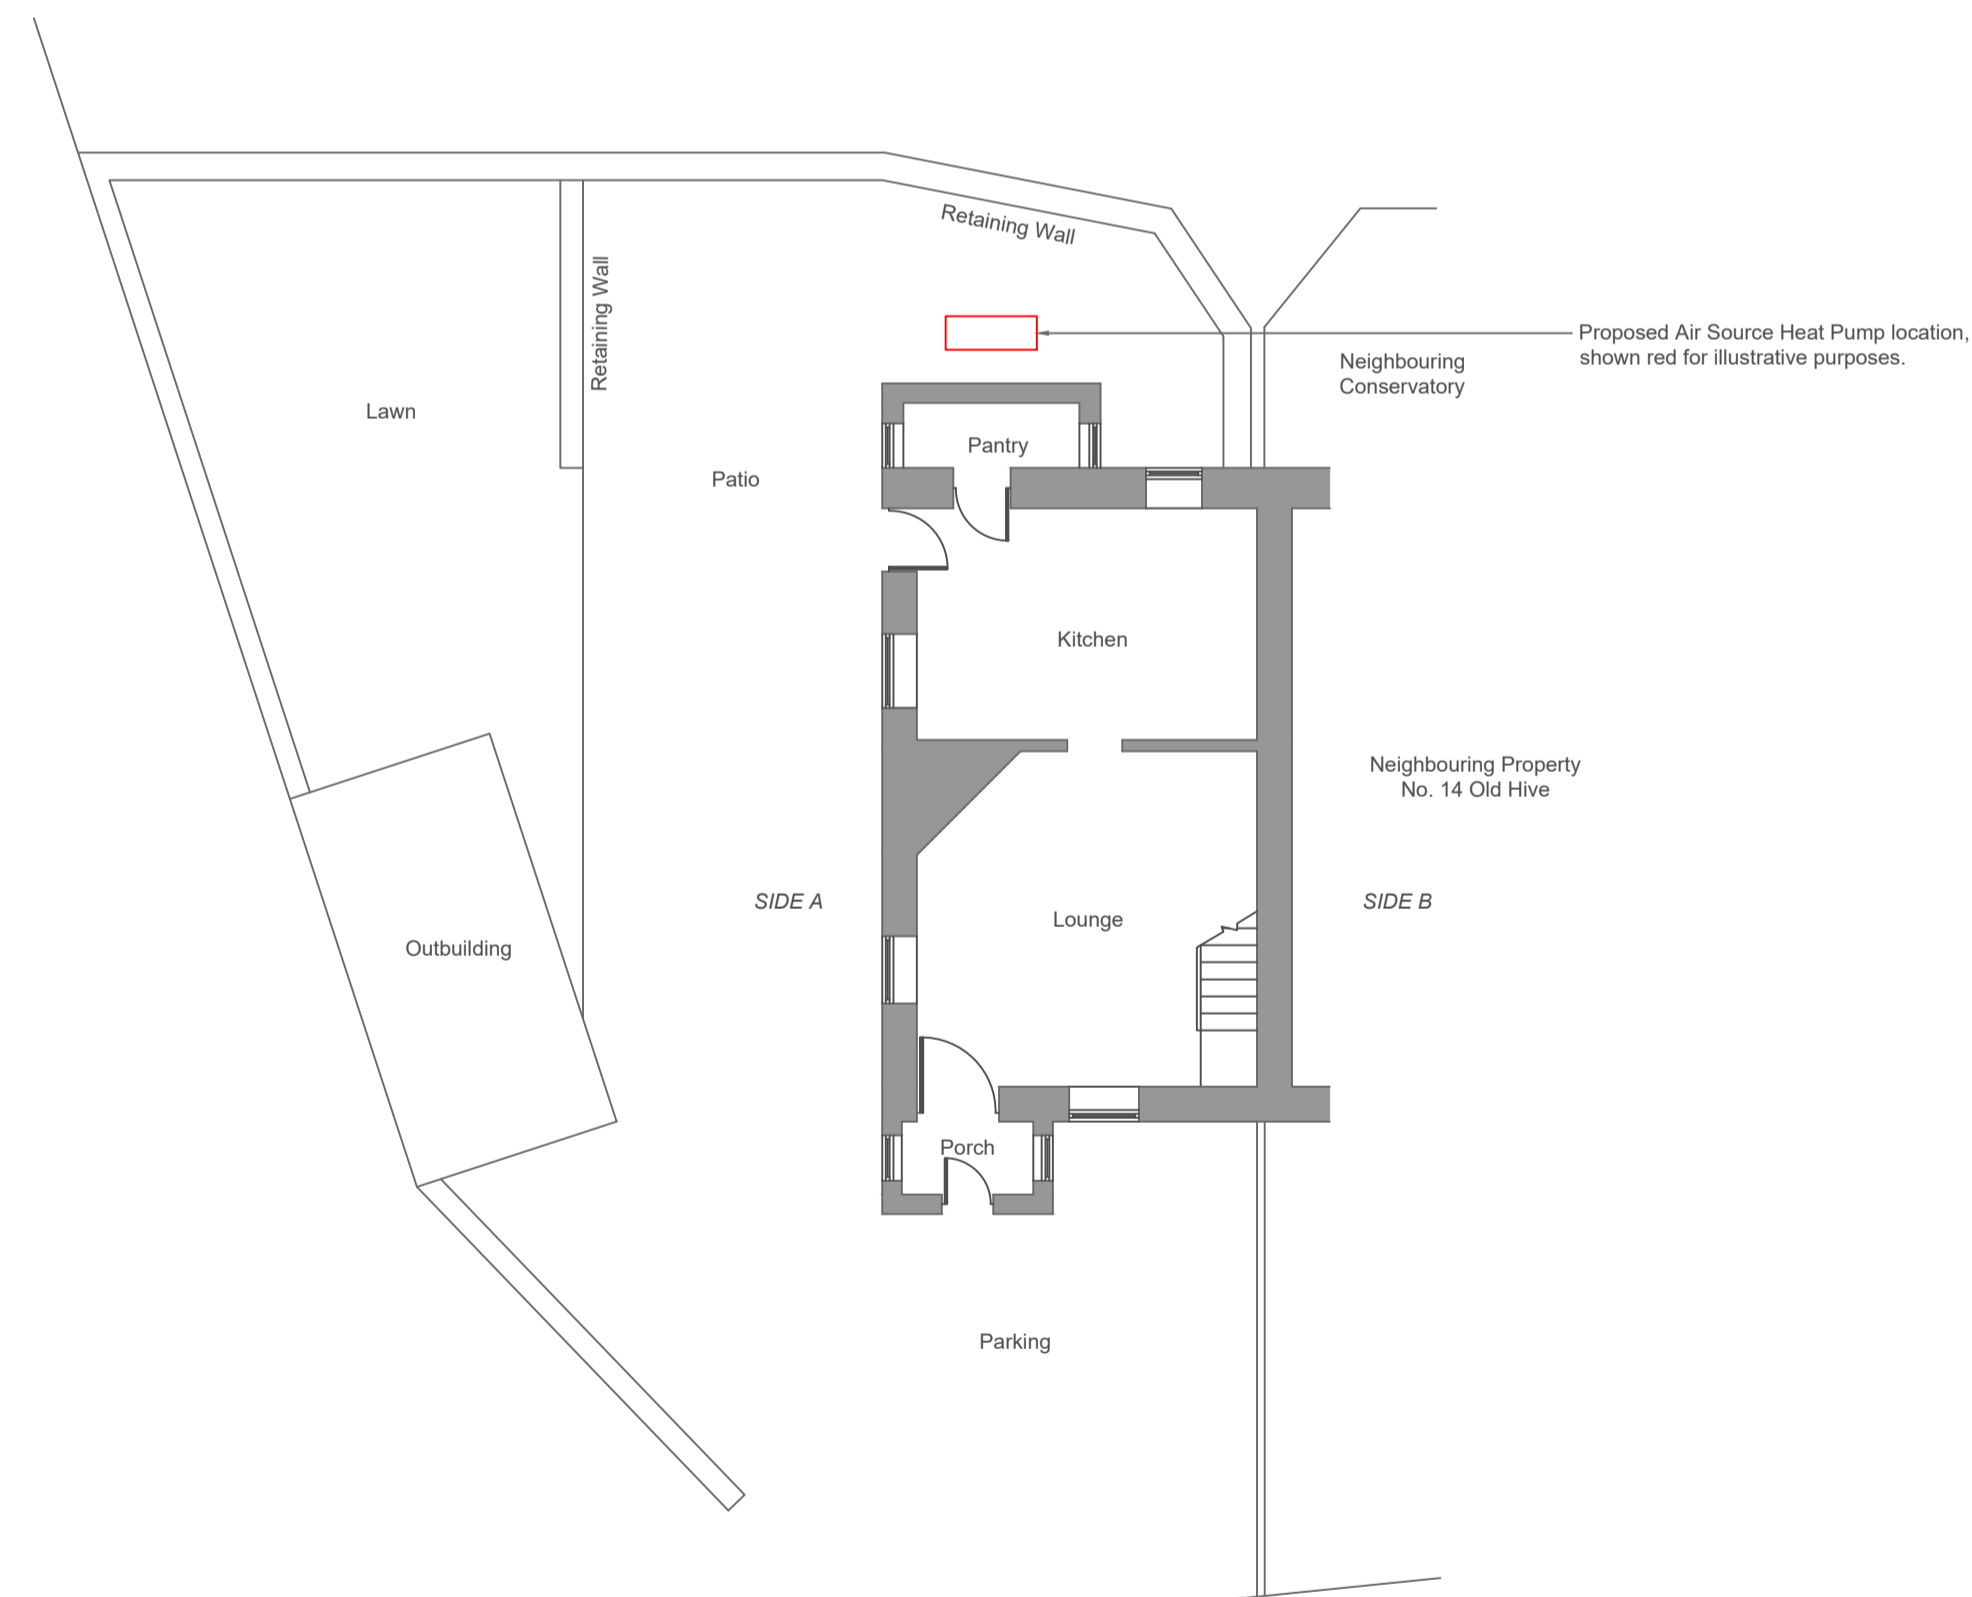 Retaining Wall
Retaining Wall
Proposed Air Source Heat Pump location,
shown red for illustrative purposes.
Neighbouring
Conservatory
Lawn
Pantry
Patio
Kitchen
Neighbouring Property
No. 14 Old Hive
SIDE A
SIDE B
Lounge
Outbuilding
Porch
Parking